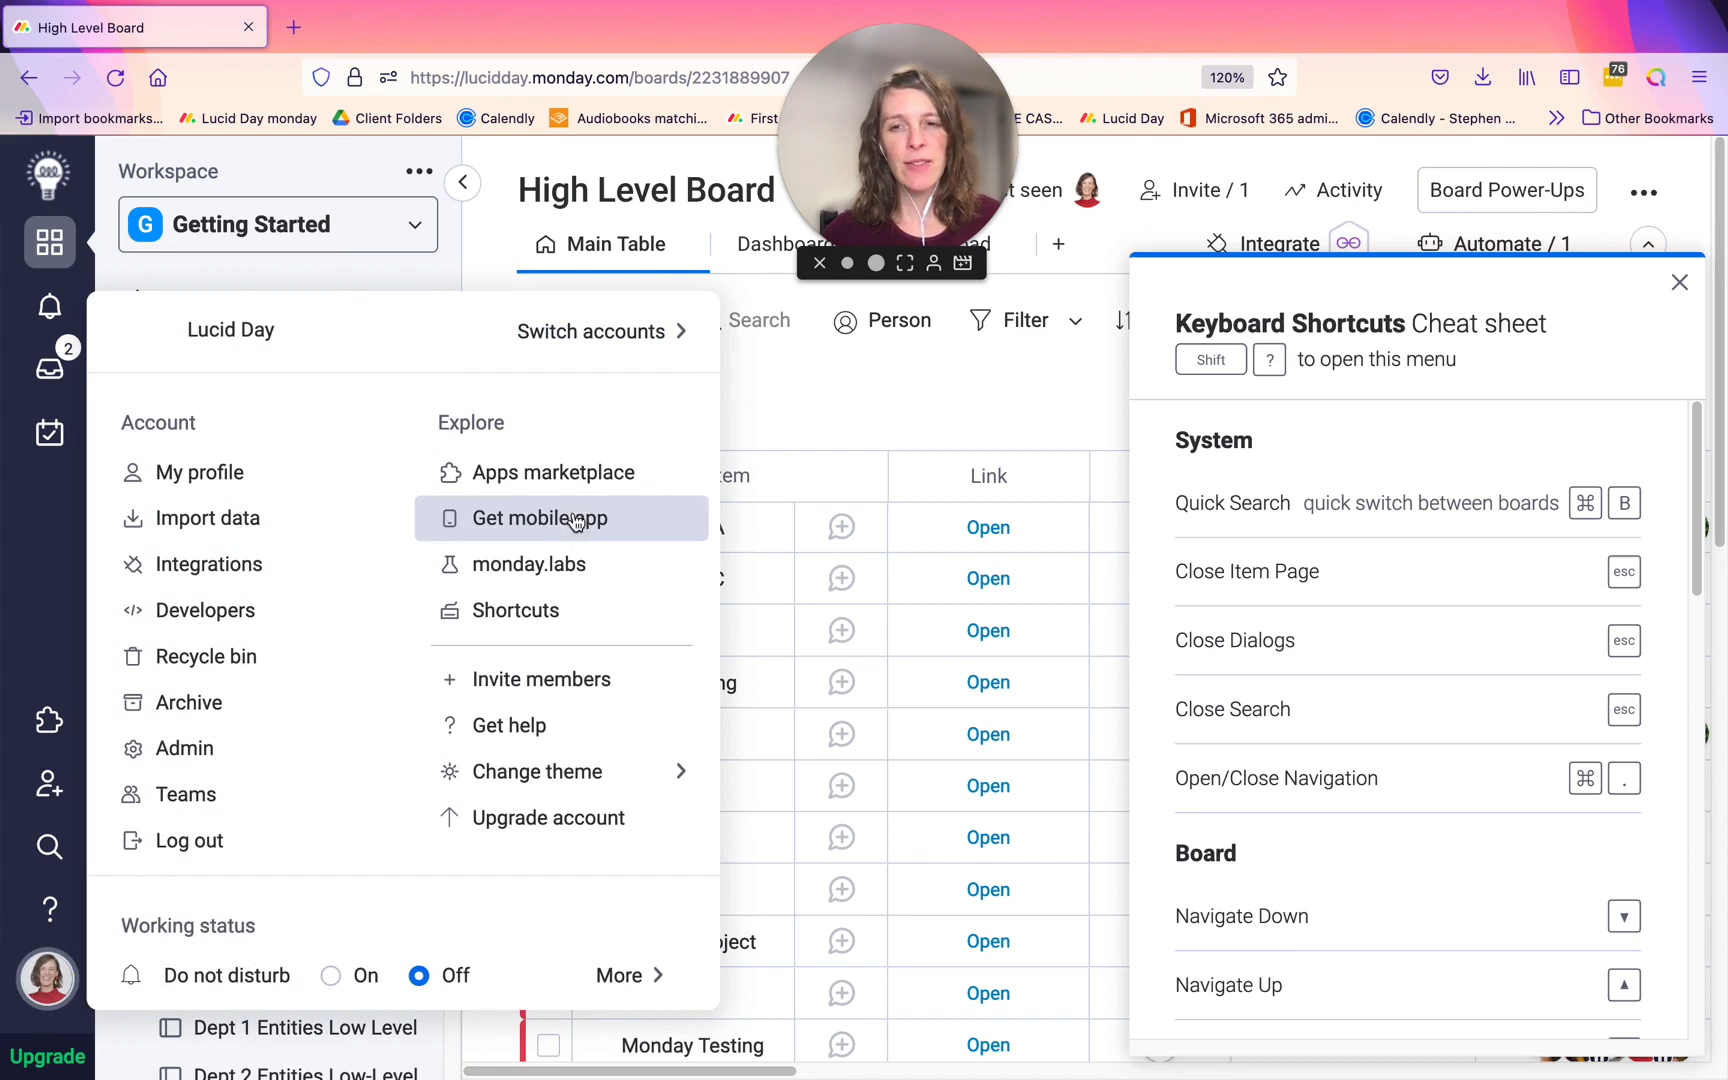 High Level Board
https://lucidday.monday.com/boards/2231889907
120%
76
Import bookmarks...
Lucid Day monday
Client Folders
Calendly
Audiobooks matchi...
First
E CAS...
Lucid Day
Microsoft 365 admi...
Calendly - Stephen ...
Other Bookmarks
Workspace
G Getting Started
High Level Board
seen
Invite / 1
Activity
Board Power-Ups
Main Table
Dashboard
Integrate
Automate / 1
Search
Person
Filter
2
Lucid Day
Switch accounts
Account
My profile
Import data
Integrations
Developers
Recycle bin
Archive
Admin
Teams
Log out
Explore
Apps marketplace
Get mobile app
monday.labs
Shortcuts
Invite members
Get help
Change theme
Upgrade account
Working status
Do not disturb On Off More
Link
Open
Open
Open
ng Open
Open
Open
Open
Open
oject Open
Open
Monday Testing Open
Dept 1 Entities Low Level
Dept 2 Entities Low-Level
Upgrade
Keyboard Shortcuts Cheat sheet
Shift ? to open this menu
System
Quick Search quick switch between boards ⌘ B
Close Item Page esc
Close Dialogs esc
Close Search esc
Open/Close Navigation ⌘ .
Board
Navigate Down ▼
Navigate Up ▲